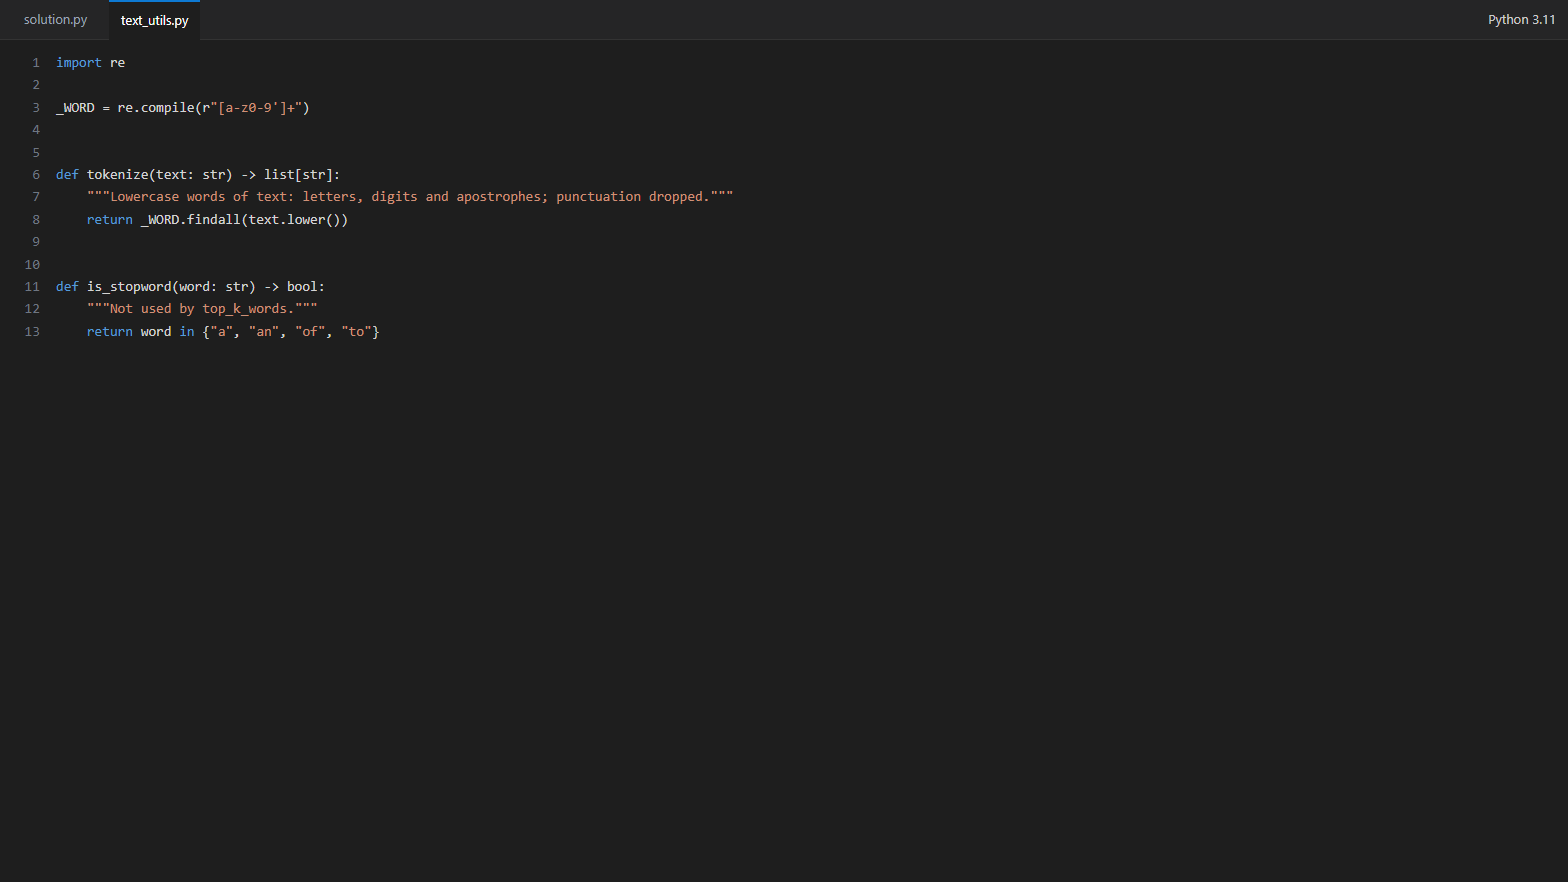 solution.py text_utils.py Python 3.11
1 import re
2
3 _WORD = re.compile(r"[a-z0-9']+")
4
5
6 def tokenize(text: str) -> list[str]:
7     """Lowercase words of text: letters, digits and apostrophes; punctuation dropped."""
8     return _WORD.findall(text.lower())
9
10
11 def is_stopword(word: str) -> bool:
12     """Not used by top_k_words."""
13     return word in {"a", "an", "of", "to"}